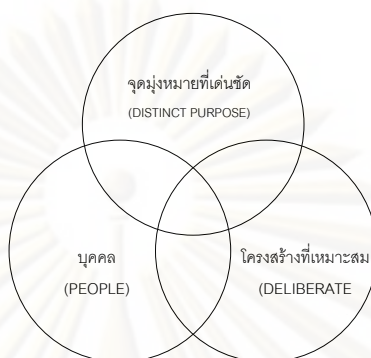 จุดมุ่งหมายที่เด่นชัด
(DISTINCT PURPOSE)
บุคคล
(PEOPLE)
โครงสร้างที่เหมาะสม
(DELIBERATE